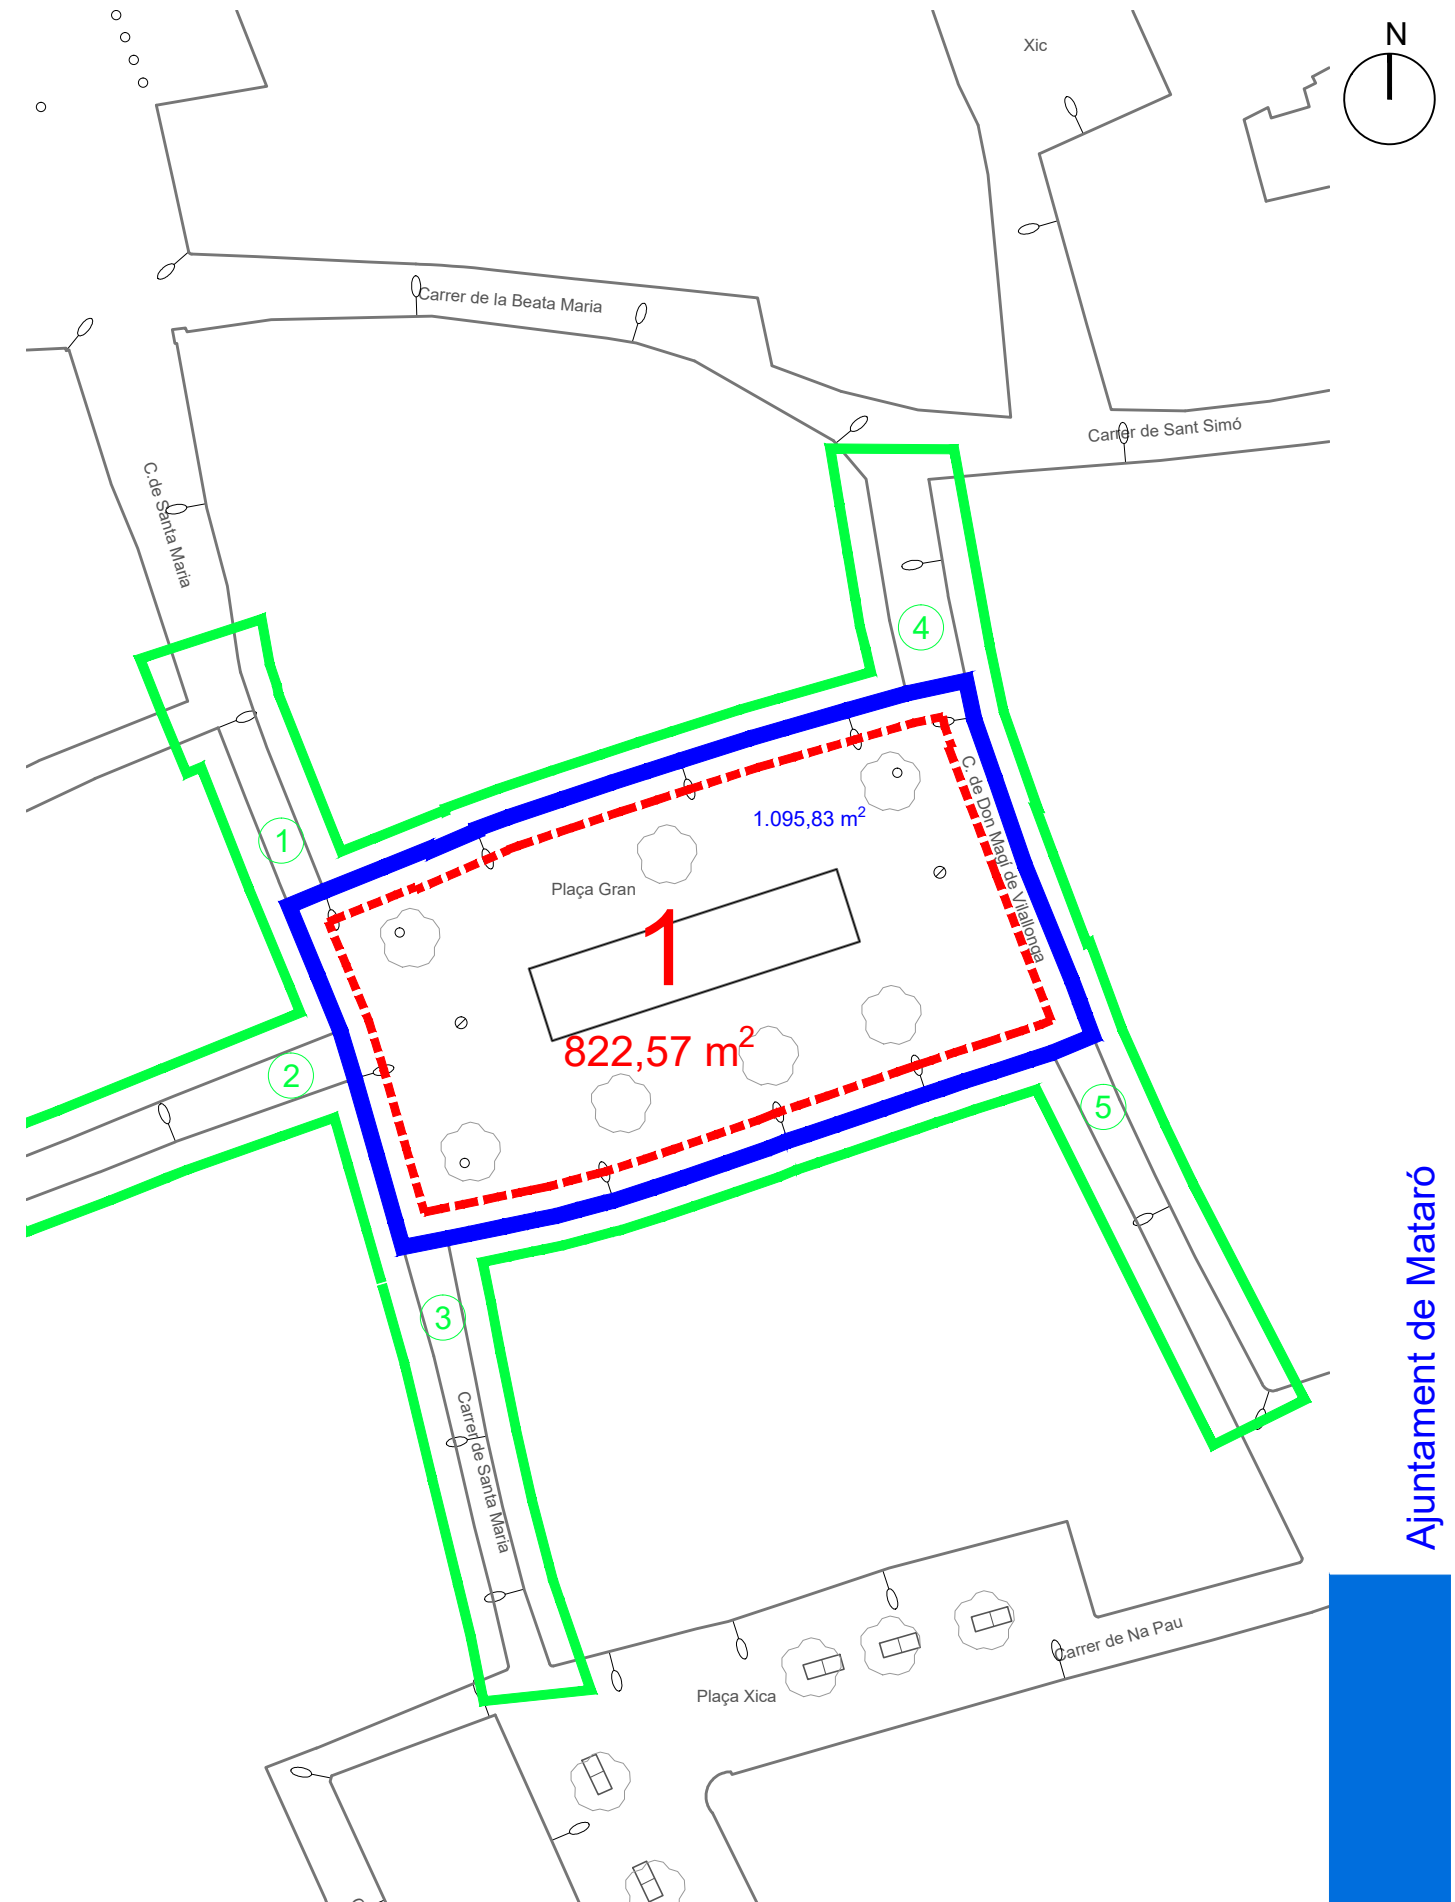 N
Xic
Carrer de la Beata Maria
Carrer de Sant Simó
C.de Santa Maria
4
1
1.095,83 m²
C. de Don Magí de Vilallonga
Plaça Gran
1
822,57 m²
2
5
3
Carrer de Santa Maria
Carrer de Na Pau
Plaça Xica
Ajuntament de Mataró